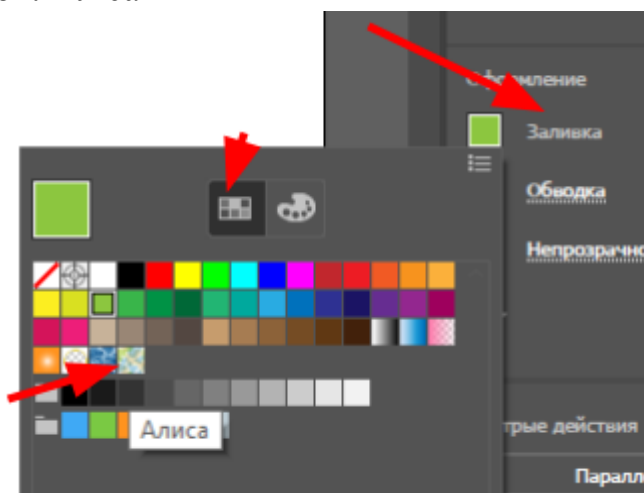 Оформление
Заливка
Обводка
Непрозрачно
Алиса
трые действия
Паралл